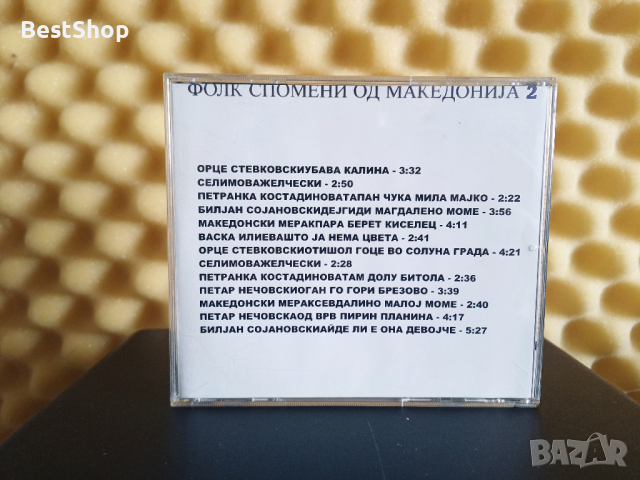 BestShop
ФОЛК СПОМЕНИ ОД МАКЕДОНИЈА 2
ОРЦЕ СТЕВКОВСКИУБАВА КАЛИНА - 3:32
СЕЛИМОВАЖЕЛЧЕСКИ - 2:50
ПЕТРАНКА КОСТАДИНОВАТАПАН ЧУКА МИЛА МАЈКО - 2:22
БИЛЈАН СОЈАНОВСКИДЕЈГИДИ МАГДАЛЕНО МОМЕ - 3:56
МАКЕДОНСКИ МЕРАКПАРА БЕРЕТ КИСЕЛЕЦ - 4:11
ВАСКА ИЛИЕВАШТО ЈА НЕМА ЦВЕТА - 2:41
ОРЦЕ СТЕВКОВСКИОТИШОЛ ГОЦЕ ВО СОЛУНА ГРАДА - 4:21
СЕЛИМОВАЖЕЛЧЕСКИ - 2:28
ПЕТРАНКА КОСТАДИНОВАТАМ ДОЛУ БИТОЛА - 2:36
ПЕТАР НЕЧОВСКИОГАН ГО ГОРИ БРЕЗОВО - 3:39
МАКЕДОНСКИ МЕРАКСЕВДАЛИНО МАЛОЈ МОМЕ - 2:40
ПЕТАР НЕЧОВСКАОД ВРВ ПИРИН ПЛАНИНА - 4:17
БИЛЈАН СОЈАНОВСКИАЙДЕ ЛИ Е ОНА ДЕВОЈЧЕ - 5:27
BAZAR